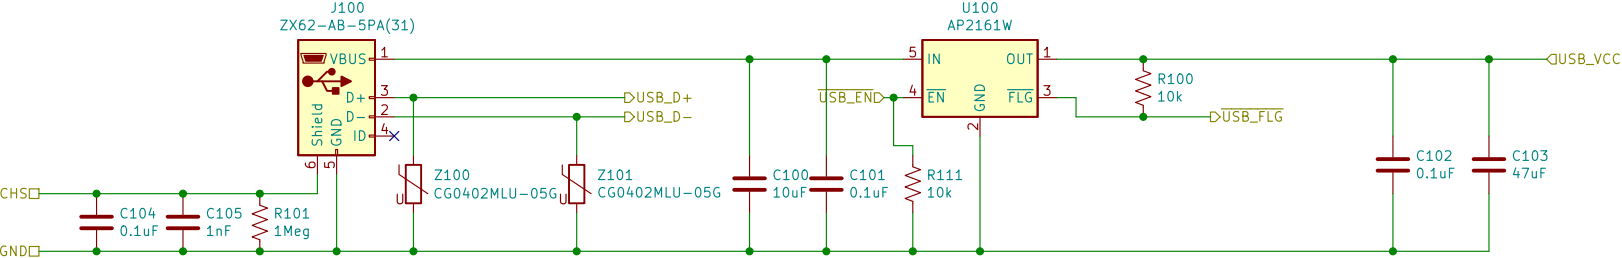 J100
ZX62-AB-5PA(31)
VBUS
1
D+
3
D-
2
ID
4
Shield
6
GND
5
USB_D+
USB_D-
CHS
GND
C104
0.1uF
C105
1nF
R101
1Meg
Z100
CG0402MLU-05G
U
Z101
CG0402MLU-05G
U
C100
10uF
C101
0.1uF
USB_EN
R111
10k
U100
AP2161W
5
IN
4
EN
GND
2
OUT
1
FLG
3
R100
10k
USB_FLG
USB_VCC
C102
0.1uF
C103
47uF